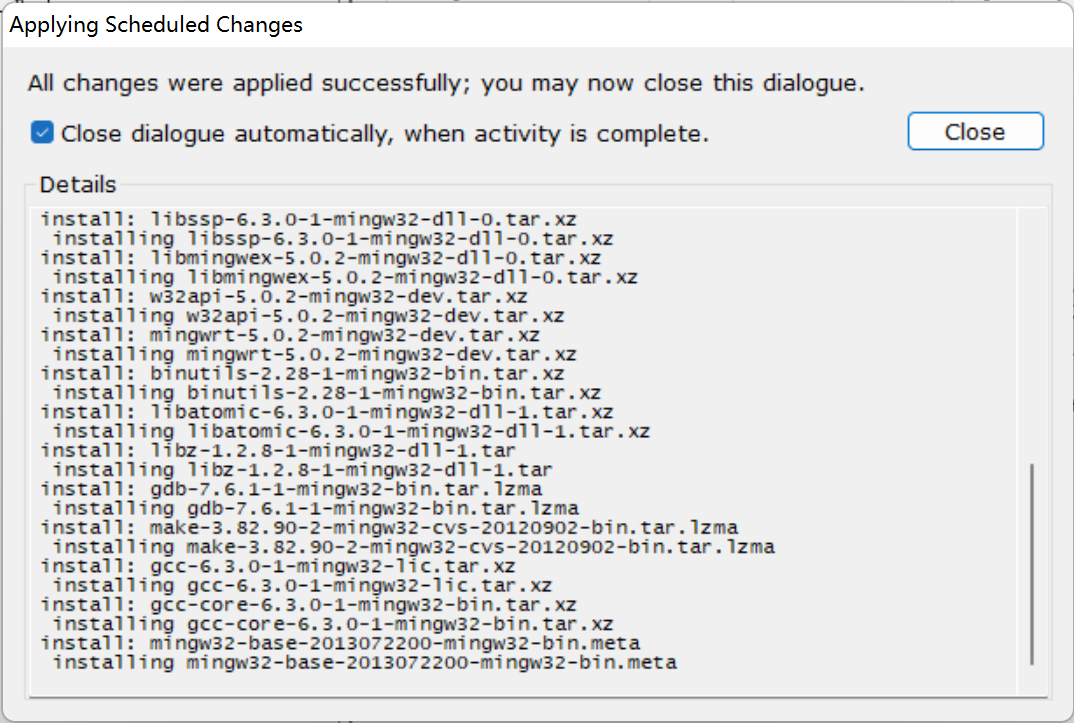 Applying Scheduled Changes
All changes were applied successfully; you may now close this dialogue.
Close dialogue automatically, when activity is complete.
Close
Details
install: libssp-6.3.0-1-mingw32-dll-0.tar.xz
 installing libssp-6.3.0-1-mingw32-dll-0.tar.xz
install: libmingwex-5.0.2-mingw32-dll-0.tar.xz
 installing libmingwex-5.0.2-mingw32-dll-0.tar.xz
install: w32api-5.0.2-mingw32-dev.tar.xz
 installing w32api-5.0.2-mingw32-dev.tar.xz
install: mingwrt-5.0.2-mingw32-dev.tar.xz
 installing mingwrt-5.0.2-mingw32-dev.tar.xz
install: binutils-2.28-1-mingw32-bin.tar.xz
 installing binutils-2.28-1-mingw32-bin.tar.xz
install: libatomic-6.3.0-1-mingw32-dll-1.tar.xz
 installing libatomic-6.3.0-1-mingw32-dll-1.tar.xz
install: libz-1.2.8-1-mingw32-dll-1.tar
 installing libz-1.2.8-1-mingw32-dll-1.tar
install: gdb-7.6.1-1-mingw32-bin.tar.lzma
 installing gdb-7.6.1-1-mingw32-bin.tar.lzma
install: make-3.82.90-2-mingw32-cvs-20120902-bin.tar.lzma
 installing make-3.82.90-2-mingw32-cvs-20120902-bin.tar.lzma
install: gcc-6.3.0-1-mingw32-lic.tar.xz
 installing gcc-6.3.0-1-mingw32-lic.tar.xz
install: gcc-core-6.3.0-1-mingw32-bin.tar.xz
 installing gcc-core-6.3.0-1-mingw32-bin.tar.xz
install: mingw32-base-2013072200-mingw32-bin.meta
 installing mingw32-base-2013072200-mingw32-bin.meta